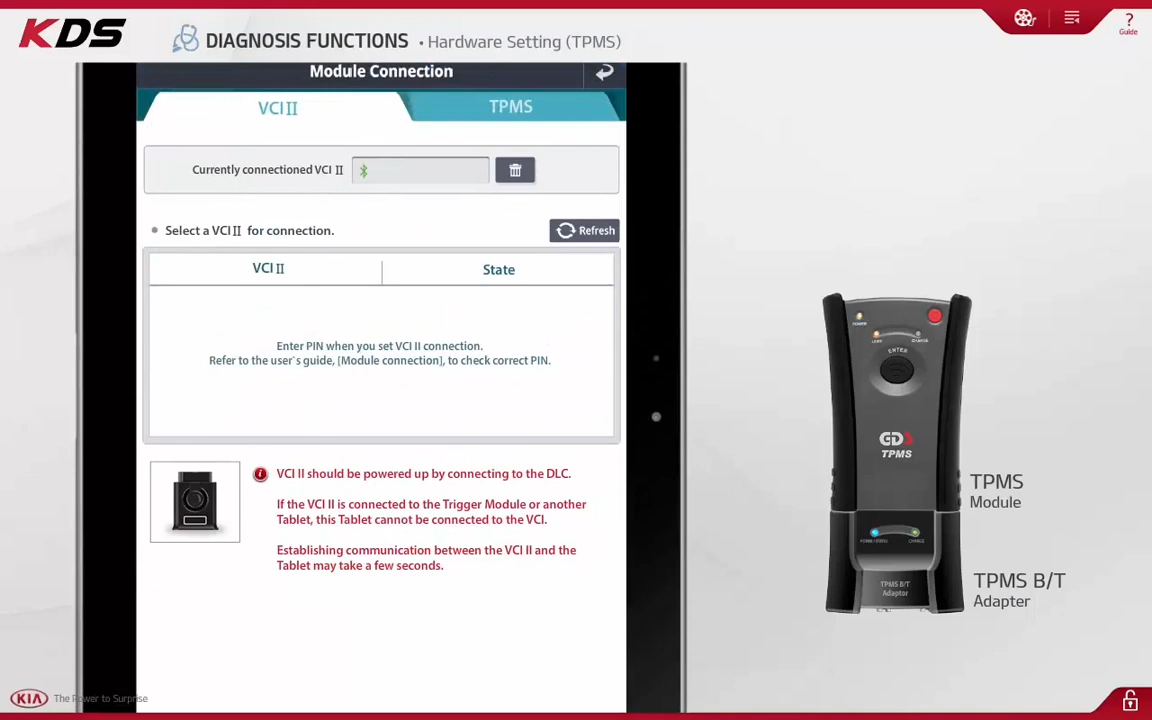 KDS
DIAGNOSIS FUNCTIONS • Hardware Setting (TPMS)
?
Guide
Module Connection
VCI II
TPMS
Currently connectioned VCI II
• Select a VCI II for connection.
Refresh
VCI II
State
Enter PIN when you set VCI II connection.
Refer to the user`s guide, [Module connection], to check correct PIN.
i
VCI II should be powered up by connecting to the DLC.
If the VCI II is connected to the Trigger Module or another
Tablet, this Tablet cannot be connected to the VCI.
Establishing communication between the VCI II and the
Tablet may take a few seconds.
POWER
CHARGE
ENTER
GDS
TPMS
TPMS
Module
CHARGE
TPMS B/T
Adaptor
TPMS B/T
Adapter
KIA
The Power to Surprise